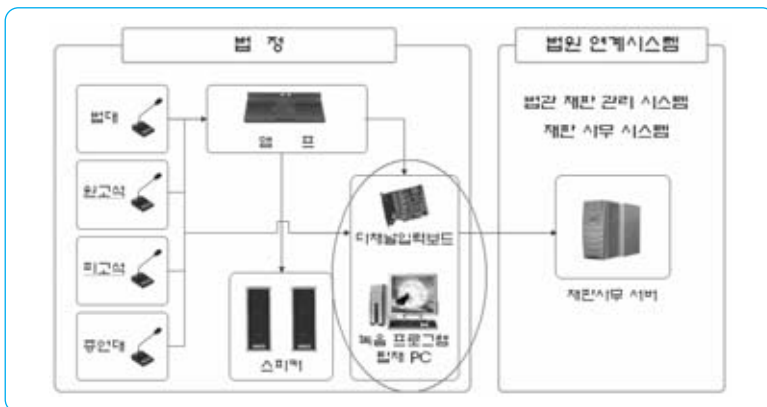 법 정
법원 연계시스템
법대
원고석
피고석
증언대
앰 프
스피커
다채널입력보드
녹음 프로그램
탑재 PC
법관 재판 관리 시스템
재판 사무 시스템
재판사무 서버